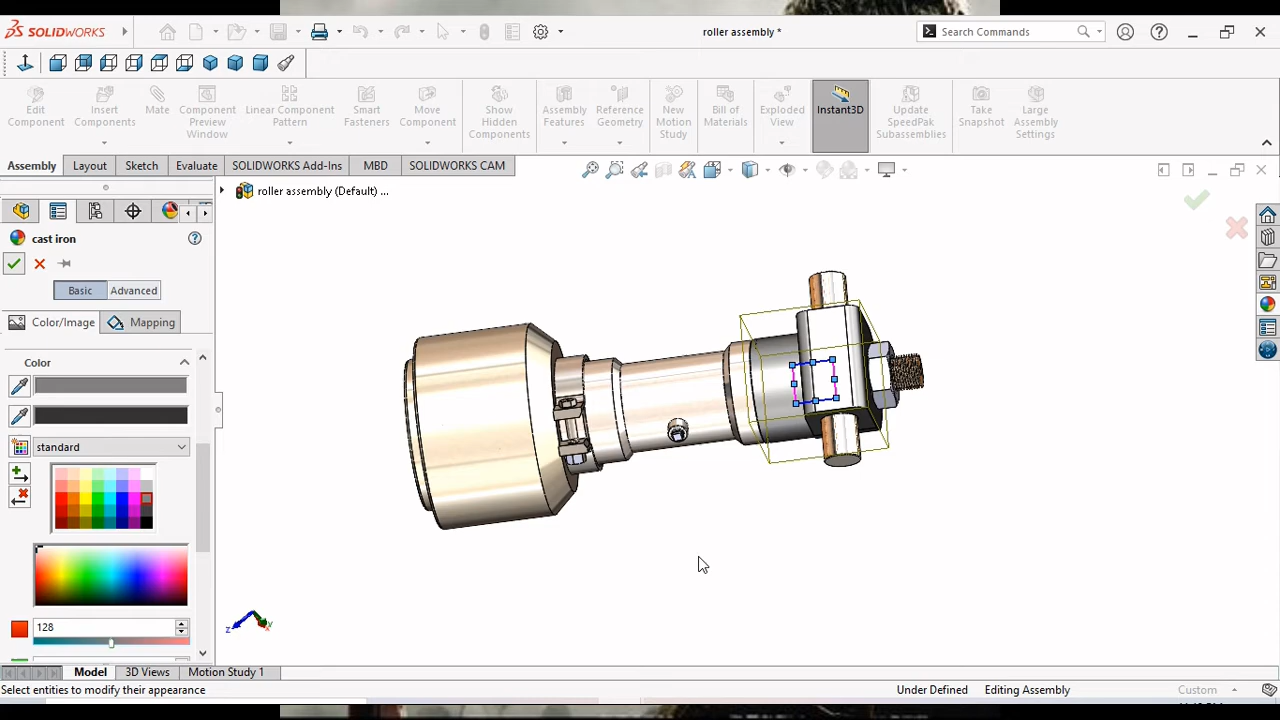 SOLIDWORKS
roller assembly *
Search Commands
Edit Component
Insert Components
Mate
Component Preview Window
Linear Component Pattern
Smart Fasteners
Move Component
Show Hidden Components
Assembly Features
Reference Geometry
New Motion Study
Bill of Materials
Exploded View
Instant3D
Update SpeedPak Subassemblies
Take Snapshot
Large Assembly Settings
Assembly
Layout
Sketch
Evaluate
SOLIDWORKS Add-Ins
MBD
SOLIDWORKS CAM
roller assembly (Default) ...
cast iron
Basic
Advanced
Color/Image
Mapping
Color
standard
128
z
Model
3D Views
Motion Study 1
Select entities to modify their appearance
Under Defined
Editing Assembly
Custom